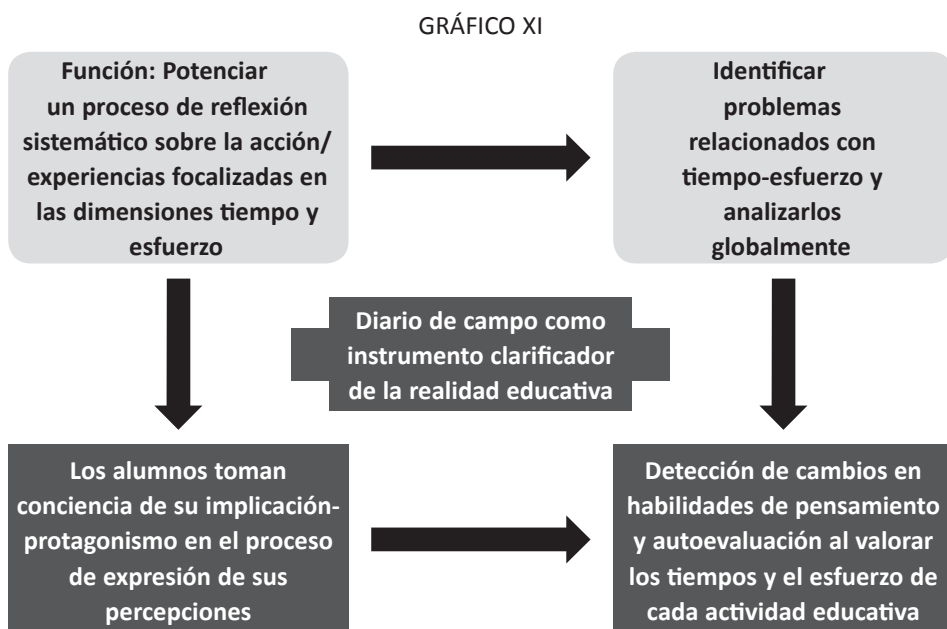 GRÁFICO XI
Función: Potenciar
un proceso de reflexión
sistemático sobre la acción/
experiencias focalizadas en
las dimensiones tiempo y
esfuerzo
Identificar
problemas
relacionados con
tiempo-esfuerzo y
analizarlos
globalmente
Diario de campo como
instrumento clarificador
de la realidad educativa
Los alumnos toman
conciencia de su implicación-
protagonismo en el proceso
de expresión de sus
percepciones
Detección de cambios en
habilidades de pensamiento
y autoevaluación al valorar
los tiempos y el esfuerzo de
cada actividad educativa